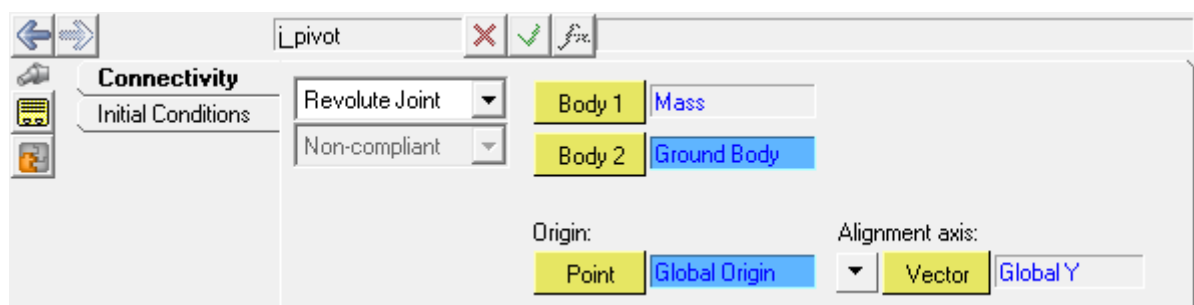 j_pivot fx
Connectivity
Initial Conditions
Revolute Joint
Non-compliant
Body 1 Mass
Body 2 Ground Body
Origin: Alignment axis:
Point Global Origin Vector Global Y